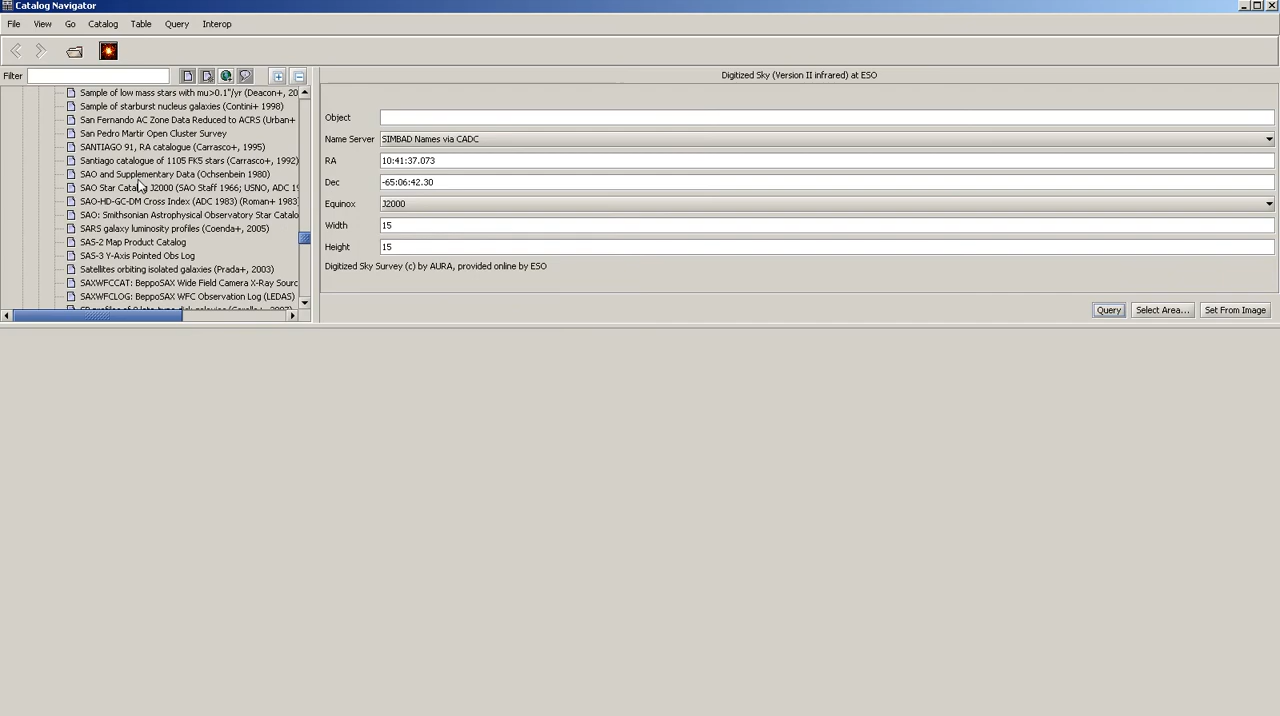 Catalog Navigator
File View Go Catalog Table Query Interop
Filter
Sample of low mass stars with mu>0.1"/yr (Deacon+, 20
Sample of starburst nucleus galaxies (Contini+ 1998)
San Fernando AC Zone Data Reduced to ACRS (Urban+
San Pedro Martir Open Cluster Survey
SANTIAGO 91, RA catalogue (Carrasco+, 1995)
Santiago catalogue of 1105 FK5 stars (Carrasco+, 1992)
SAO and Supplementary Data (Ochsenbein 1980)
SAO Star Catalog J2000 (SAO Staff 1966; USNO, ADC 19
SAO-HD-GC-DM Cross Index (ADC 1983) (Roman+ 1983)
SAO: Smithsonian Astrophysical Observatory Star Catalo
SARS galaxy luminosity profiles (Coenda+, 2005)
SAS-2 Map Product Catalog
SAS-3 Y-Axis Pointed Obs Log
Satellites orbiting isolated galaxies (Prada+, 2003)
SAXWFCCAT: BeppoSAX Wide Field Camera X-Ray Sourc
SAXWFCLOG: BeppoSAX WFC Observation Log (LEDAS)
Digitized Sky (Version II infrared) at ESO
Object
Name Server SIMBAD Names via CADC
RA 10:41:37.073
Dec -65:06:42.30
Equinox J2000
Width 15
Height 15
Digitized Sky Survey (c) by AURA, provided online by ESO
Query Select Area... Set From Image